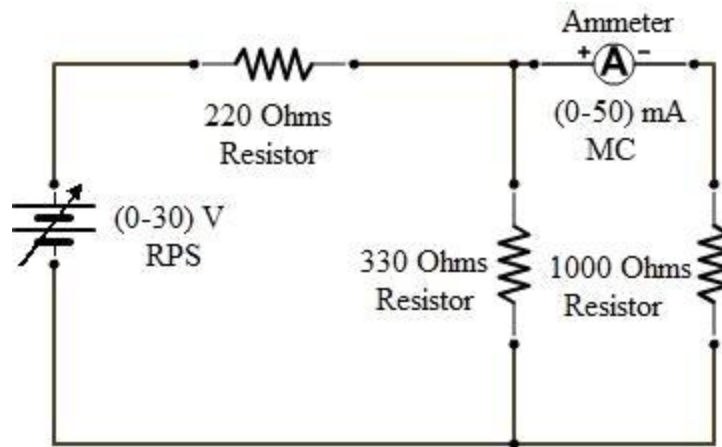 Ammeter
+ A -
(0-50) mA
MC
220 Ohms
Resistor
(0-30) V
RPS
330 Ohms
Resistor
1000 Ohms
Resistor